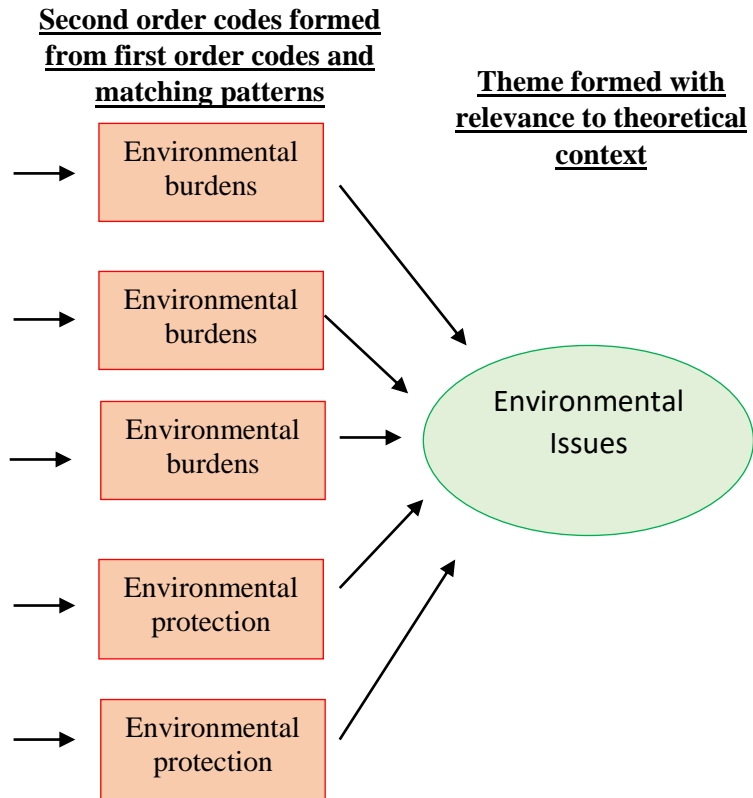 Second order codes formed
from first order codes and
matching patterns
Theme formed with
relevance to theoretical
context
Environmental
burdens
Environmental
burdens
Environmental
burdens
Environmental
protection
Environmental
protection
Environmental
Issues